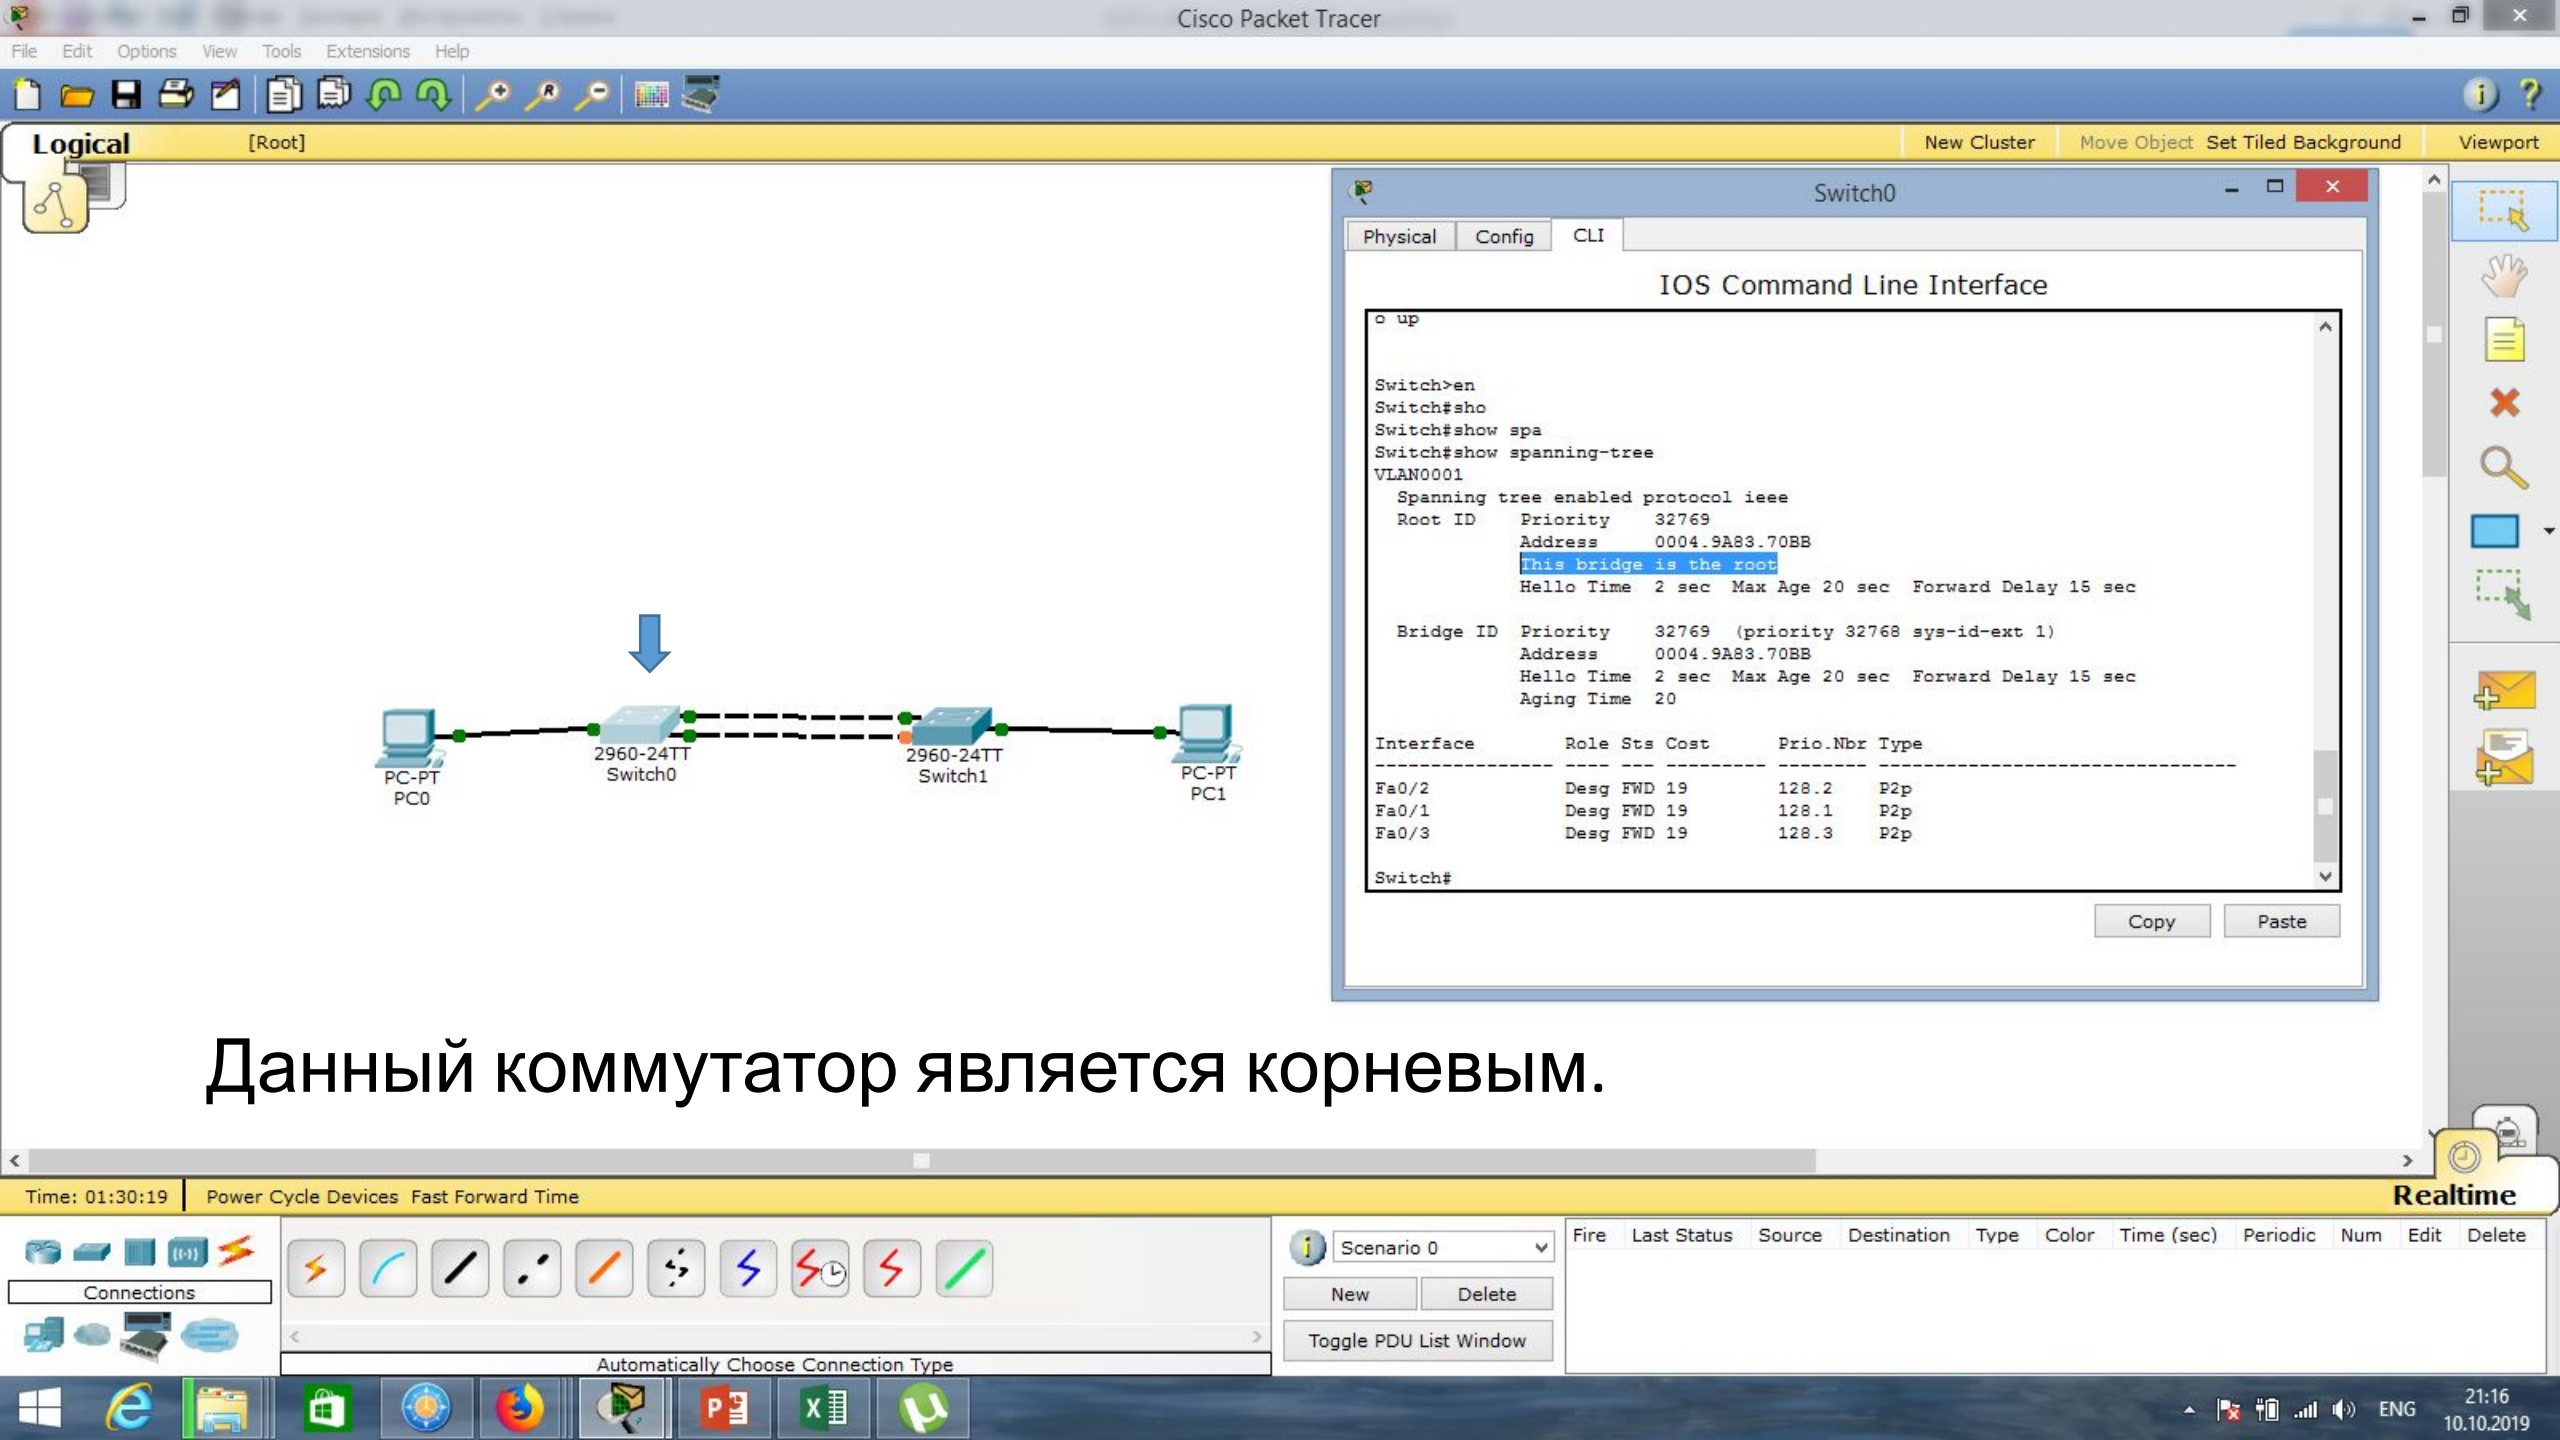 Cisco Packet Tracer
File Edit Options View Tools Extensions Help
Logical [Root] New Cluster Move Object Set Tiled Background Viewport
Switch0
Physical Config CLI
IOS Command Line Interface
o up
Switch>en
Switch#sho
Switch#show spa
Switch#show spanning-tree
VLAN0001
Spanning tree enabled protocol ieee
Root ID Priority 32769
Address 0004.9A83.70BB
This bridge is the root
Hello Time 2 sec Max Age 20 sec Forward Delay 15 sec
Bridge ID Priority 32769 (priority 32768 sys-id-ext 1)
Address 0004.9A83.70BB
Hello Time 2 sec Max Age 20 sec Forward Delay 15 sec
Aging Time 20
Interface Role Sts Cost Prio.Nbr Type
---------------- ---- --- --------- -------- --------------------------------
Fa0/2 Desg FWD 19 128.2 P2p
Fa0/1 Desg FWD 19 128.1 P2p
Fa0/3 Desg FWD 19 128.3 P2p
Switch#
Copy Paste
PC-PT
PC0
2960-24TT
Switch0
2960-24TT
Switch1
PC-PT
PC1
Данный коммутатор является корневым.
Time: 01:30:19 Power Cycle Devices Fast Forward Time Realtime
Connections
Automatically Choose Connection Type
Scenario 0
New Delete
Toggle PDU List Window
Fire Last Status Source Destination Type Color Time (sec) Periodic Num Edit Delete
ENG
21:16
10.10.2019